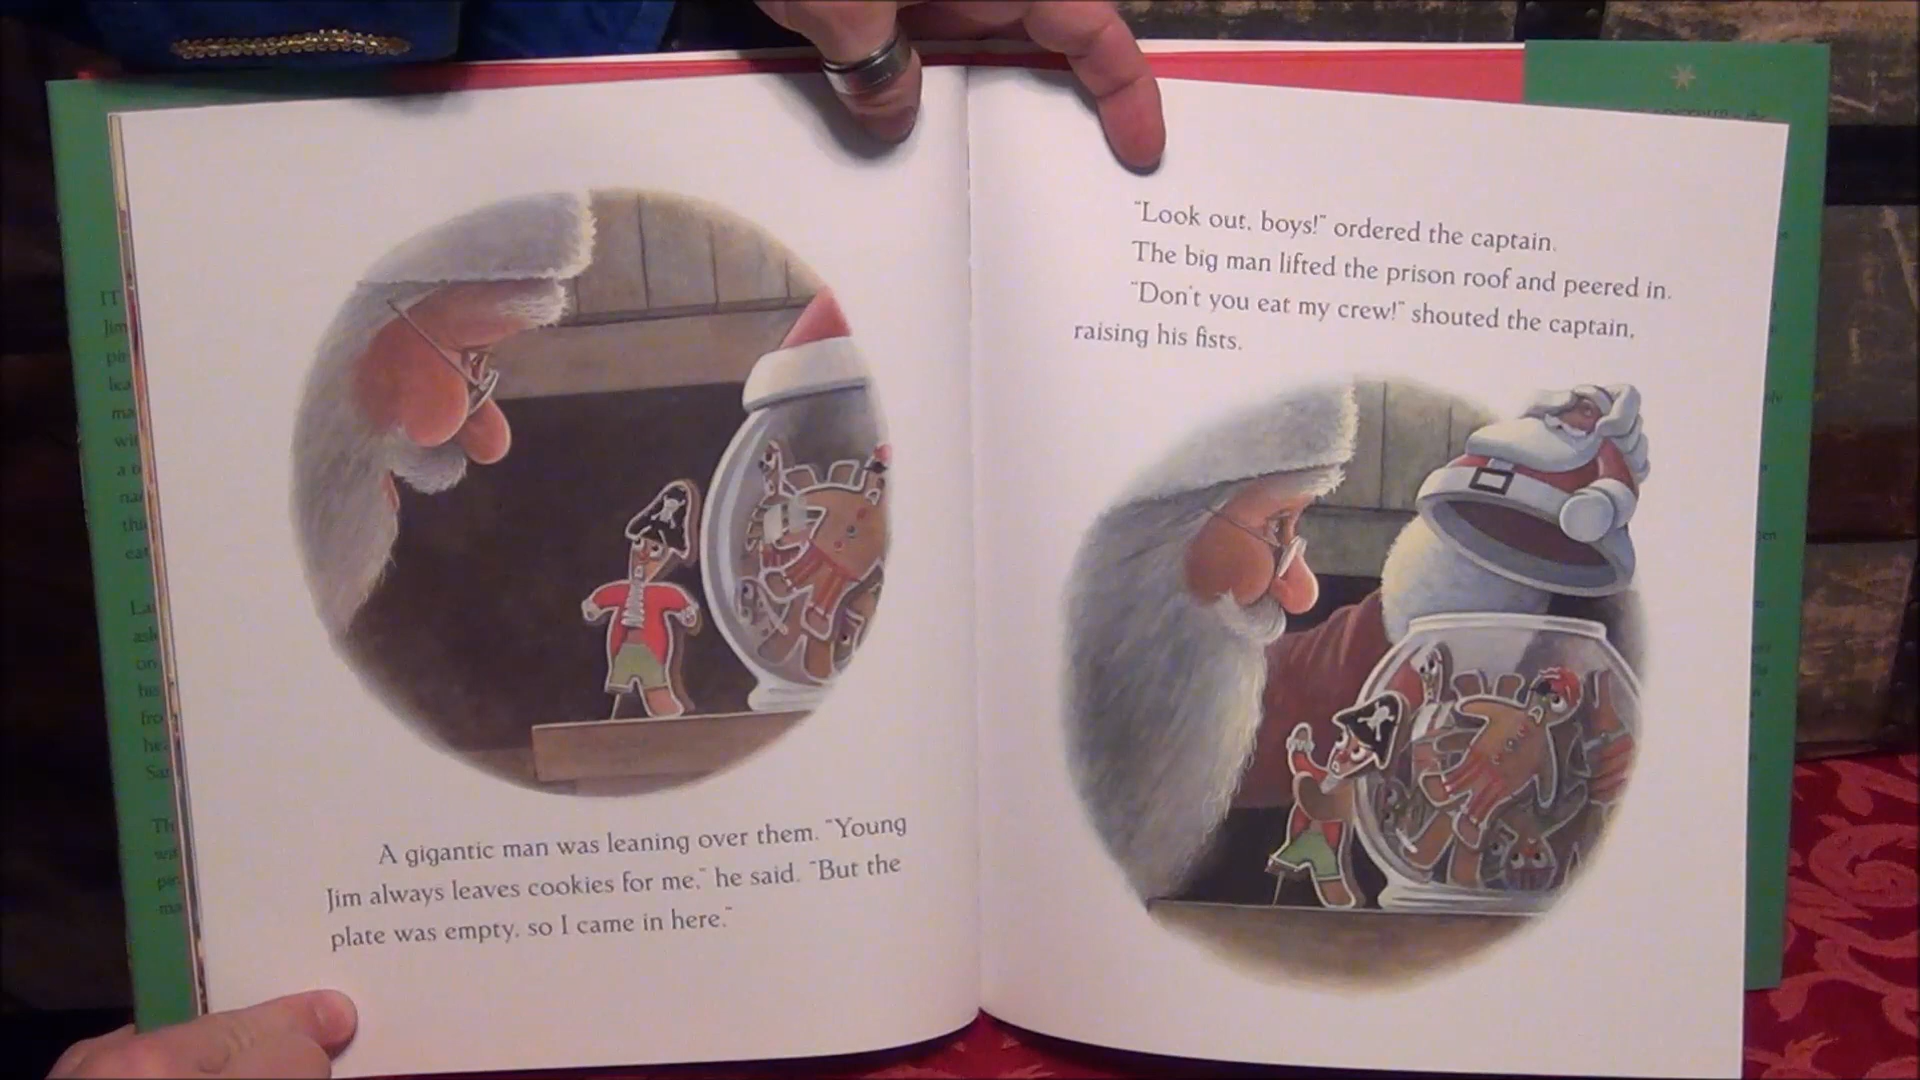 A gigantic man was leaning over them. "Young
Jim always leaves cookies for me," he said. "But the
plate was empty, so I came in here."
"Look out, boys!" ordered the captain.
The big man lifted the prison roof and peered in.
"Don't you eat my crew!" shouted the captain,
raising his fists.
IT
Jim